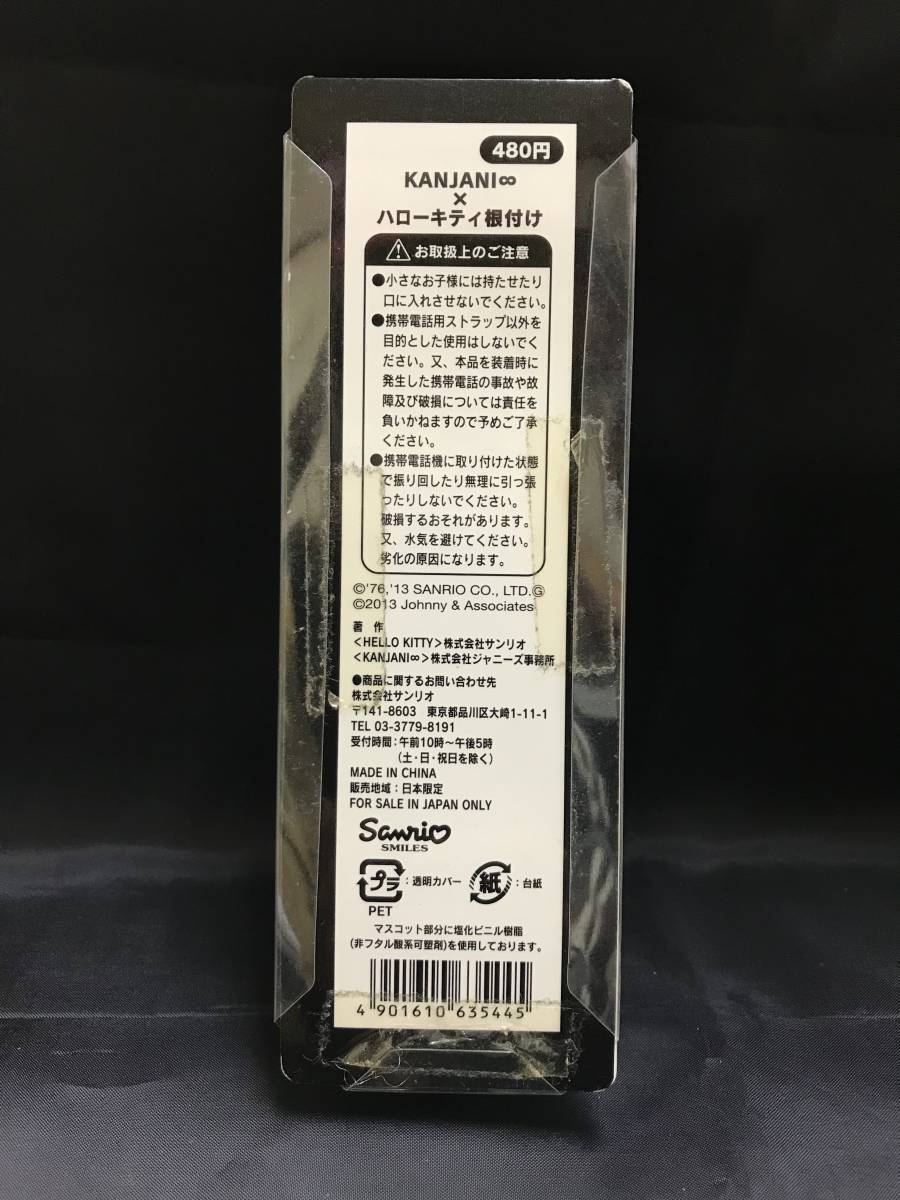 480円
KANJANI∞
×
ハローキティ根付け
⚠お取扱上のご注意
●小さなお子様には持たせたり
口に入れさせないでください。
●携帯電話用ストラップ以外を
目的とした使用はしないでく
ださい。又、本品を装着時に
発生した携帯電話の事故や故
障及び破損については責任を
負いかねますので予めご了承
ください。
●携帯電話機に取り付けた状態
で振り回したり無理に引っ張
ったりしないでください。
破損するおそれがあります。
又、水気を避けてください。
劣化の原因になります。
©'76,'13 SANRIO CO., LTD.Ⓖ
©2013 Johnny & Associates
著 作
<HELLO KITTY>株式会社サンリオ
<KANJANI∞>株式会社ジャニーズ事務所
●商品に関するお問い合わせ先
株式会社サンリオ
〒141-8603 東京都品川区大崎1-11-1
TEL 03-3779-8191
受付時間:午前10時〜午後5時
(土・日・祝日を除く)
MADE IN CHINA
販売地域:日本限定
FOR SALE IN JAPAN ONLY
Sanrio
SMILES
プラ:透明カバー 紙:台紙
PET
マスコット部分に塩化ビニル樹脂
(非フタル酸系可塑剤)を使用しております。
4 901610 635445